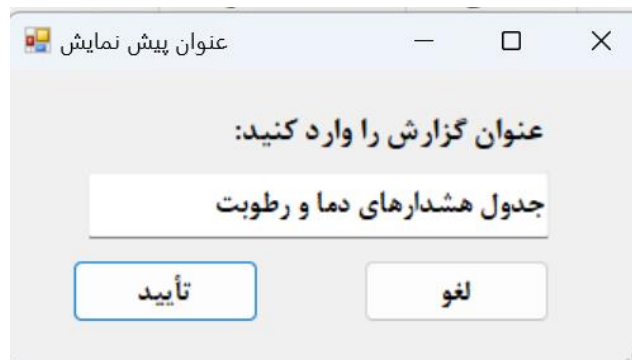 عنوان پیش نمایش
عنوان گزارش را وارد کنید:
جدول هشدارهای دما و رطوبت
لغو
تأیید